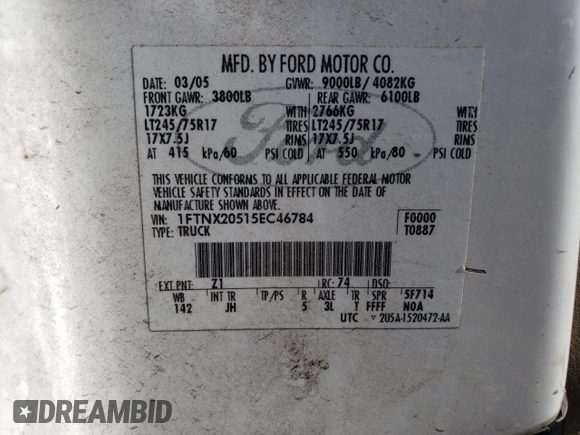 MFD. BY FORD MOTOR CO.
DATE: 03/05 GVWR: 9000LB/ 4082KG
FRONT GAWR: 3800LB REAR GAWR: 6100LB
1723KG WITH 2766KG WITH
LT245/75R17 TIRES LT245/75R17 TIRES
17X7.5J RIMS 17X7.5J RIMS
AT 415 kPa/60 PSI COLD AT 550 kPa/80 PSI COLD
THIS VEHICLE CONFORMS TO ALL APPLICABLE FEDERAL MOTOR
VEHICLE SAFETY STANDARDS IN EFFECT ON THE DATE OF
MANUFACTURE SHOWN ABOVE.
VIN: 1FTNX20515EC46784 F0000
TYPE: TRUCK T0887
EXT PNT: Z1 RC: 74 DSO:
WB INT TR TP/PS R AXLE TR SPR 5F714
142 JH 5 3L T FFFF N0A
UTC ▽ 2U5A-1520472-AA
Ford
DREAMBID